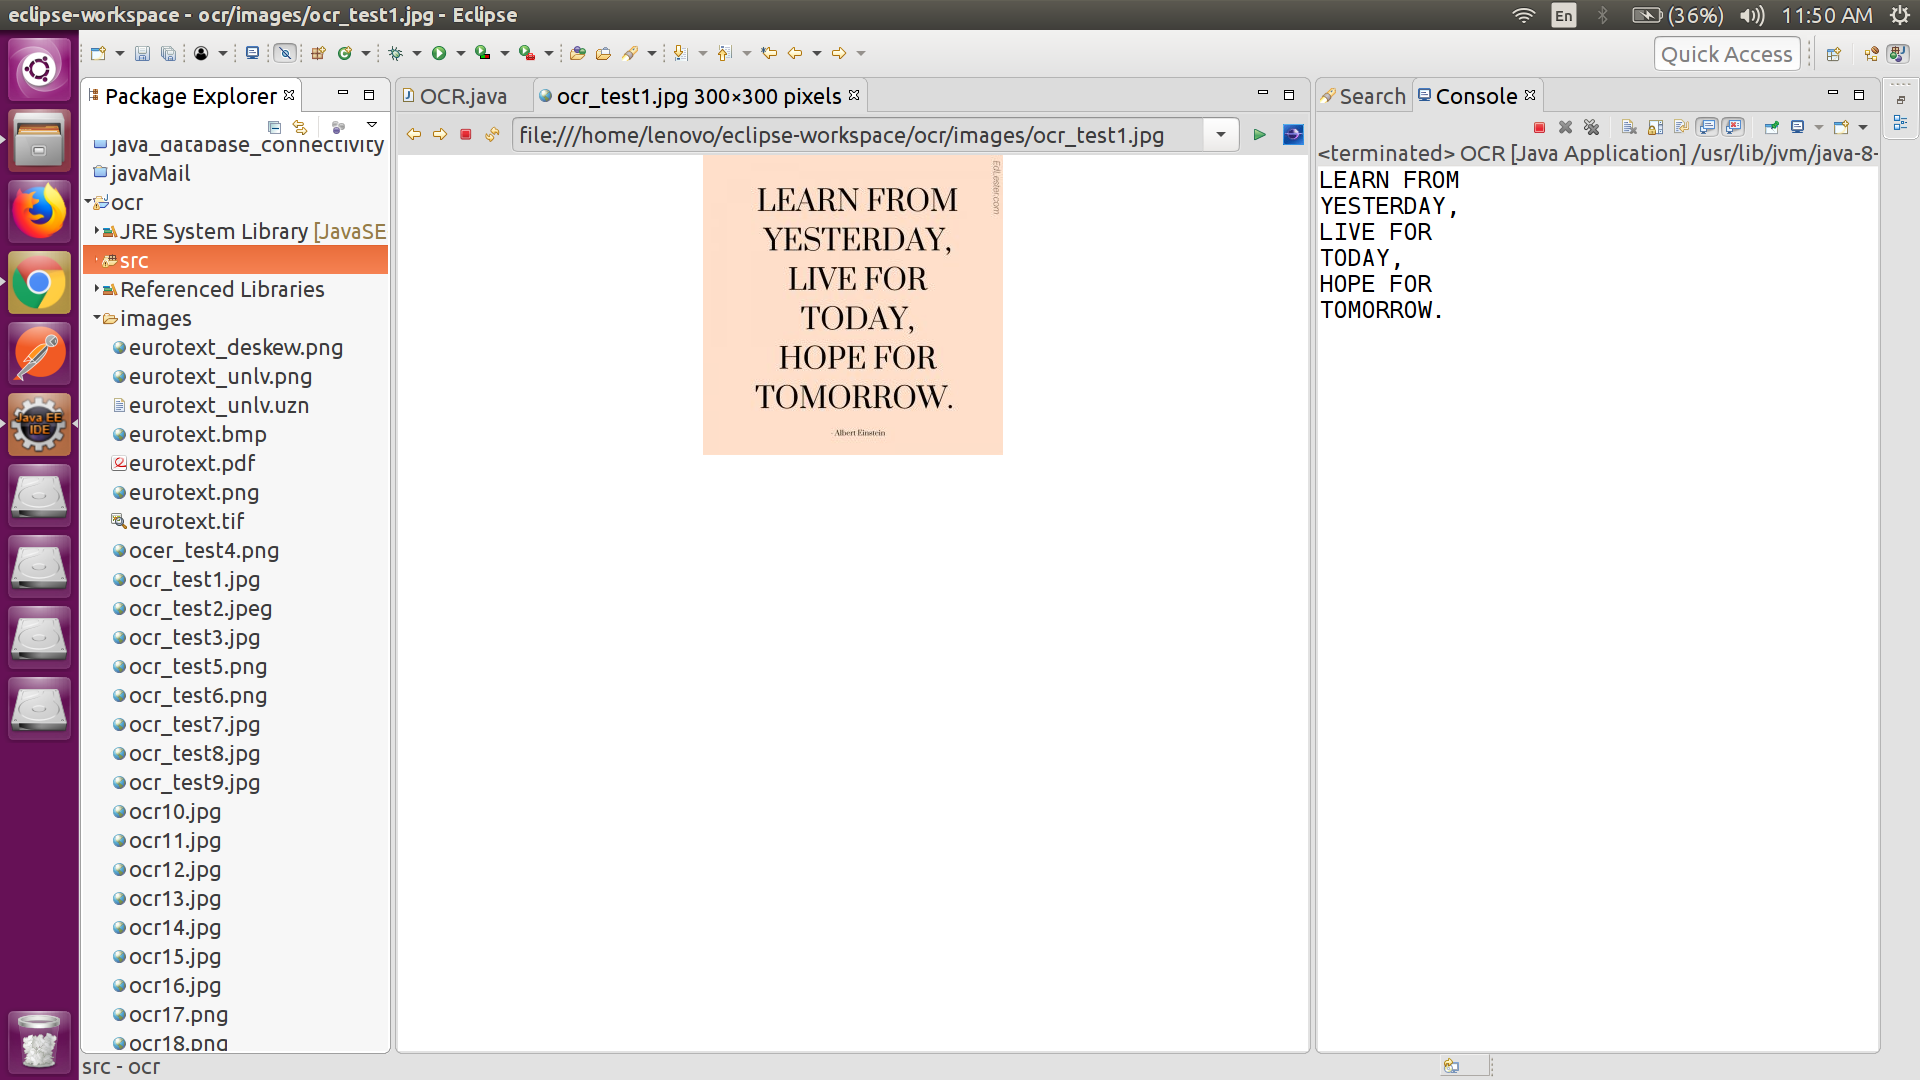 eclipse-workspace - ocr/images/ocr_test1.jpg - Eclipse
En
(36%)
11:50 AM
Quick Access
Package Explorer
java_database_connectivity
javaMail
ocr
JRE System Library [JavaSE
src
Referenced Libraries
images
eurotext_deskew.png
eurotext_unlv.png
eurotext_unlv.uzn
eurotext.bmp
eurotext.pdf
eurotext.png
eurotext.tif
ocer_test4.png
ocr_test1.jpg
ocr_test2.jpeg
ocr_test3.jpg
ocr_test5.png
ocr_test6.png
ocr_test7.jpg
ocr_test8.jpg
ocr_test9.jpg
ocr10.jpg
ocr11.jpg
ocr12.jpg
ocr13.jpg
ocr14.jpg
ocr15.jpg
ocr16.jpg
ocr17.png
ocr18.png
src - ocr
Java EE
IDE
OCR.java
ocr_test1.jpg 300×300 pixels
file:///home/lenovo/eclipse-workspace/ocr/images/ocr_test1.jpg
EdLester.com
LEARN FROM
YESTERDAY,
LIVE FOR
TODAY,
HOPE FOR
TOMORROW.
- Albert Einstein
Search
Console
<terminated> OCR [Java Application] /usr/lib/jvm/java-8-
LEARN FROM
YESTERDAY,
LIVE FOR
TODAY,
HOPE FOR
TOMORROW.